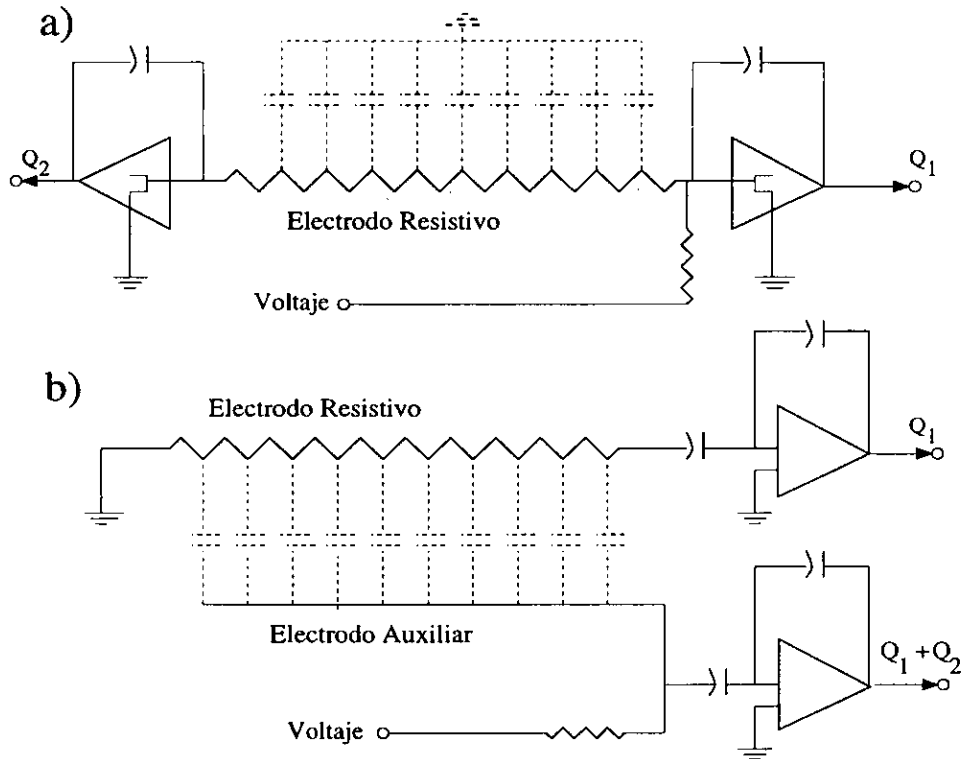 a)
Q2
Q1
Electrodo Resistivo
Voltaje
b)
Electrodo Resistivo
Q1
Electrodo Auxiliar
Q1 + Q2
Voltaje